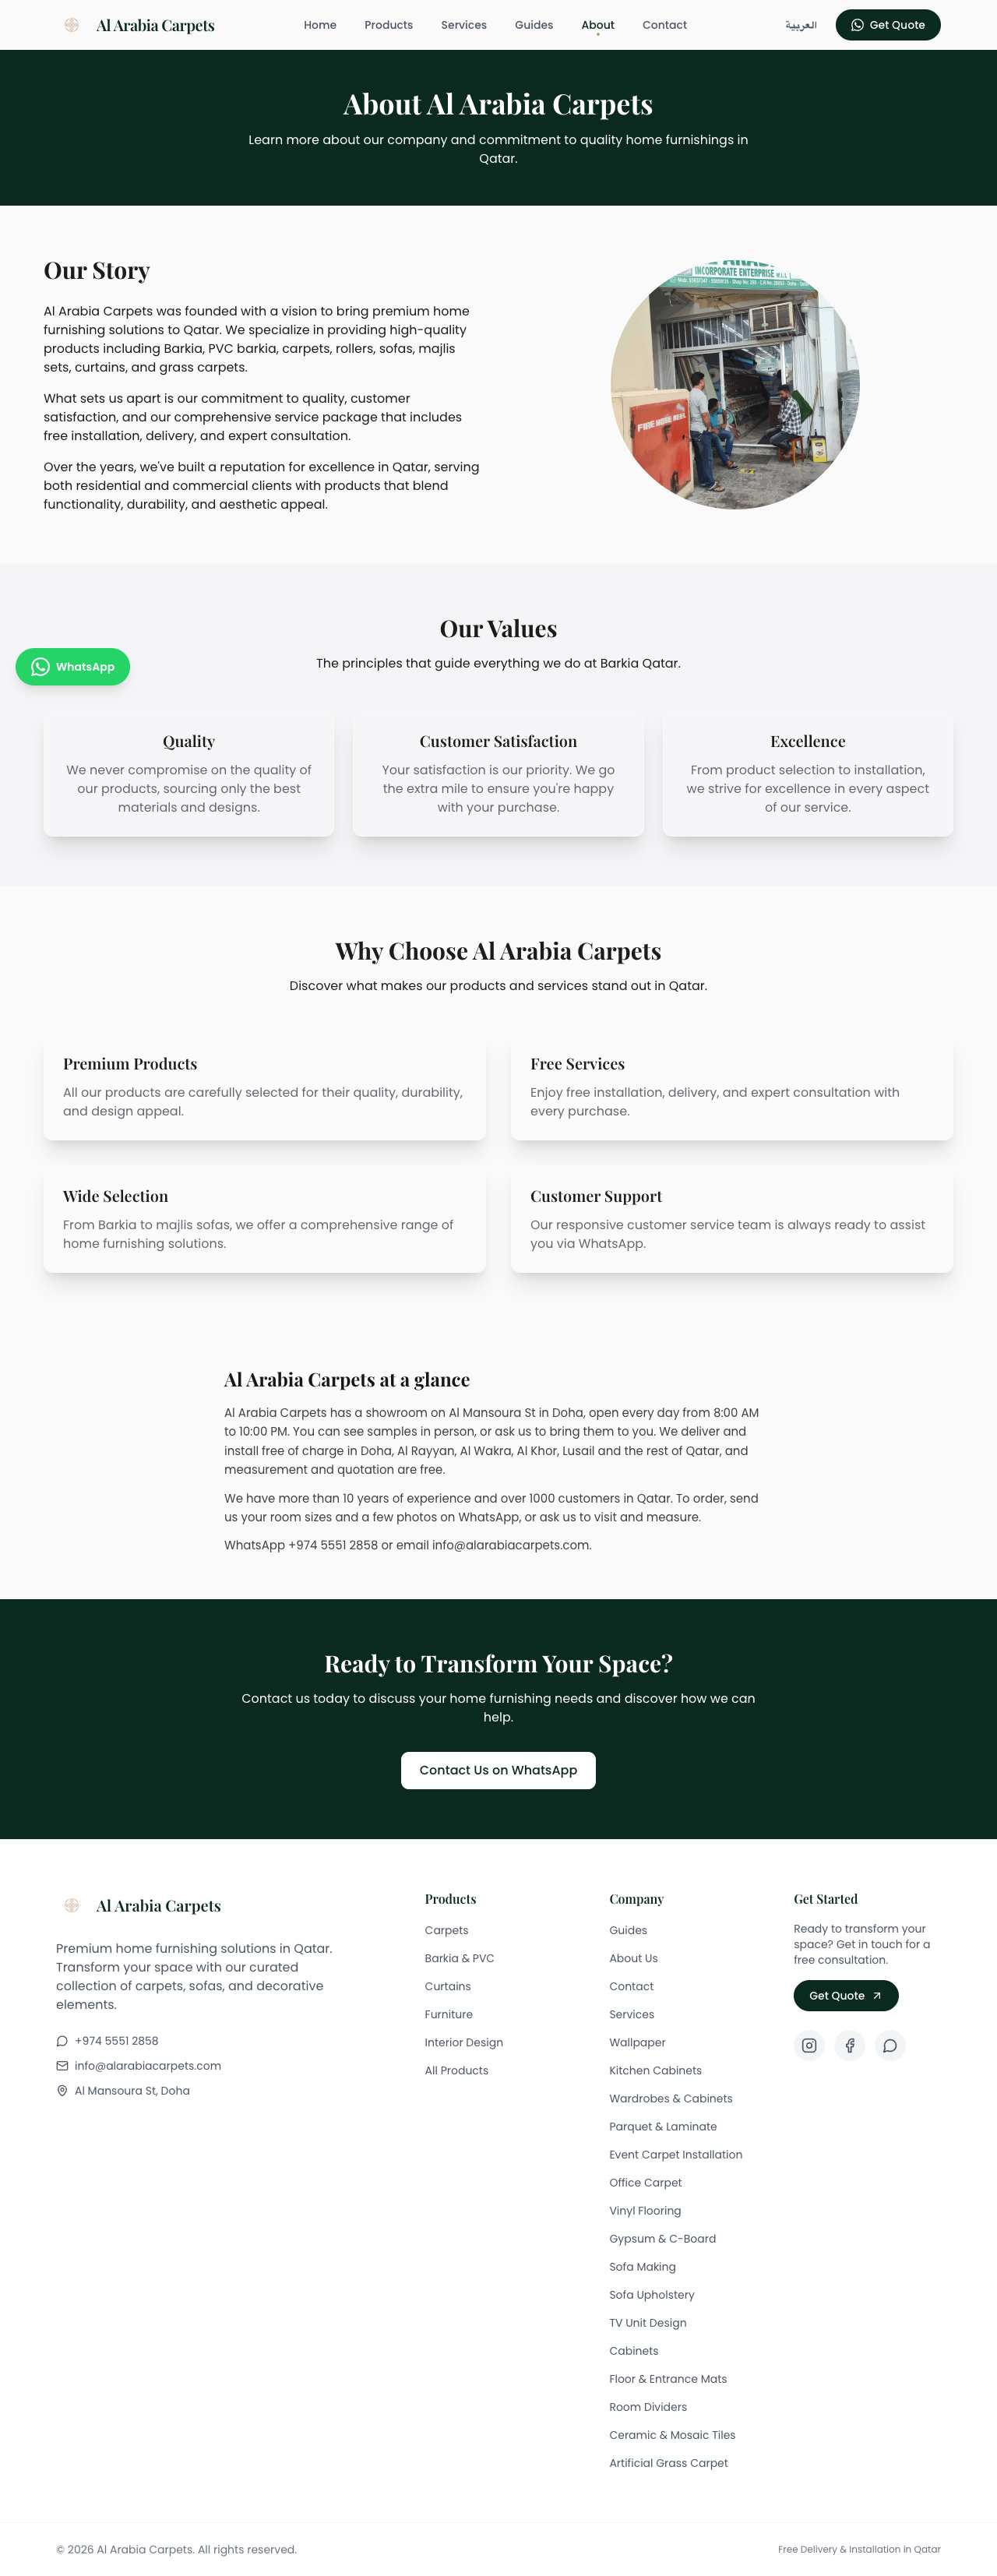 Al Arabia Carpets
Home
Products
Services
Guides
About
Contact
العربية
Get Quote
About Al Arabia Carpets
Learn more about our company and commitment to quality home furnishings in
Qatar.
Our Story
Al Arabia Carpets was founded with a vision to bring premium home
furnishing solutions to Qatar. We specialize in providing high-quality
products including Barkia, PVC barkia, carpets, rollers, sofas, majlis
sets, curtains, and grass carpets.
What sets us apart is our commitment to quality, customer
satisfaction, and our comprehensive service package that includes
free installation, delivery, and expert consultation.
Over the years, we've built a reputation for excellence in Qatar, serving
both residential and commercial clients with products that blend
functionality, durability, and aesthetic appeal.
INCORPORATE ENTERPRISE
FIRE HOSE REEL
Our Values
The principles that guide everything we do at Barkia Qatar.
WhatsApp
Quality
We never compromise on the quality of
our products, sourcing only the best
materials and designs.
Customer Satisfaction
Your satisfaction is our priority. We go
the extra mile to ensure you're happy
with your purchase.
Excellence
From product selection to installation,
we strive for excellence in every aspect
of our service.
Why Choose Al Arabia Carpets
Discover what makes our products and services stand out in Qatar.
Premium Products
All our products are carefully selected for their quality, durability,
and design appeal.
Free Services
Enjoy free installation, delivery, and expert consultation with
every purchase.
Wide Selection
From Barkia to majlis sofas, we offer a comprehensive range of
home furnishing solutions.
Customer Support
Our responsive customer service team is always ready to assist
you via WhatsApp.
Al Arabia Carpets at a glance
Al Arabia Carpets has a showroom on Al Mansoura St in Doha, open every day from 8:00 AM
to 10:00 PM. You can see samples in person, or ask us to bring them to you. We deliver and
install free of charge in Doha, Al Rayyan, Al Wakra, Al Khor, Lusail and the rest of Qatar, and
measurement and quotation are free.
We have more than 10 years of experience and over 1000 customers in Qatar. To order, send
us your room sizes and a few photos on WhatsApp, or ask us to visit and measure.
WhatsApp +974 5551 2858 or email info@alarabiacarpets.com.
Ready to Transform Your Space?
Contact us today to discuss your home furnishing needs and discover how we can
help.
Contact Us on WhatsApp
Al Arabia Carpets
Premium home furnishing solutions in Qatar.
Transform your space with our curated
collection of carpets, sofas, and decorative
elements.
+974 5551 2858
info@alarabiacarpets.com
Al Mansoura St, Doha
Products
Carpets
Barkia & PVC
Curtains
Furniture
Interior Design
All Products
Company
Guides
About Us
Contact
Services
Wallpaper
Kitchen Cabinets
Wardrobes & Cabinets
Parquet & Laminate
Event Carpet Installation
Office Carpet
Vinyl Flooring
Gypsum & C-Board
Sofa Making
Sofa Upholstery
TV Unit Design
Cabinets
Floor & Entrance Mats
Room Dividers
Ceramic & Mosaic Tiles
Artificial Grass Carpet
Get Started
Ready to transform your
space? Get in touch for a
free consultation.
Get Quote
© 2026 Al Arabia Carpets. All rights reserved.
Free Delivery & Installation in Qatar